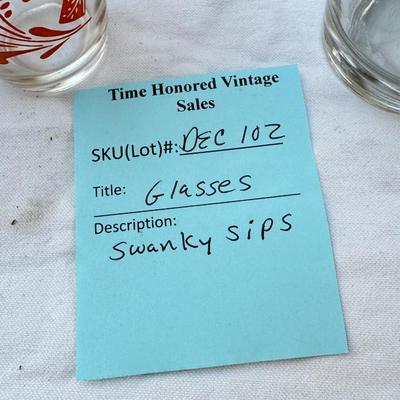 Time Honored Vintage
Sales
SKU(Lot)#: DEC 102
Title: Glasses
Description:
Swanky Sips